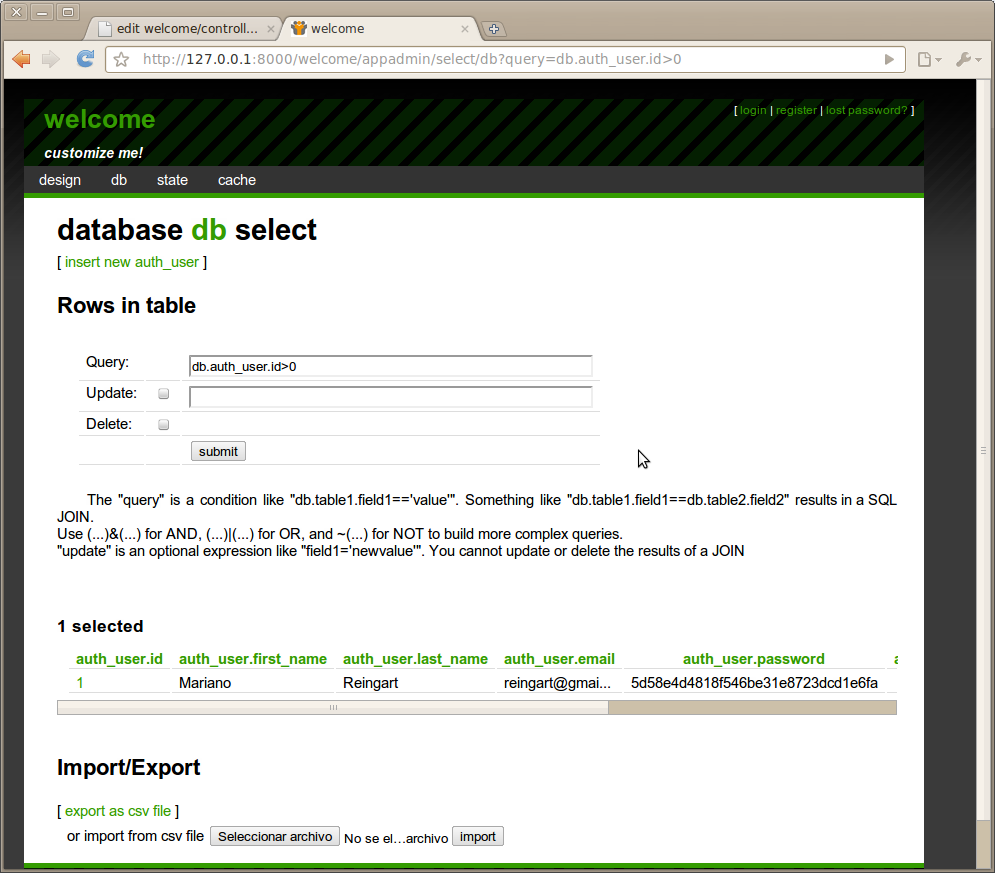 edit welcome/controll...
welcome
http://127.0.0.1:8000/welcome/appadmin/select/db?query=db.auth_user.id>0
welcome
[ login | register | lost password? ]
customize me!
design db state cache
database db select
[ insert new auth_user ]
Rows in table
Query: db.auth_user.id>0
Update:
Delete:
submit
The "query" is a condition like "db.table1.field1=='value'". Something like "db.table1.field1==db.table2.field2" results in a SQL
JOIN.
Use (...)&(...) for AND, (...)|(...) for OR, and ~(...) for NOT to build more complex queries.
"update" is an optional expression like "field1='newvalue'". You cannot update or delete the results of a JOIN
1 selected
auth_user.id auth_user.first_name auth_user.last_name auth_user.email auth_user.password
1 Mariano Reingart reingart@gmai... 5d58e4d4818f546be31e8723dcd1e6fa
Import/Export
[ export as csv file ]
or import from csv file Seleccionar archivo No se el...archivo import